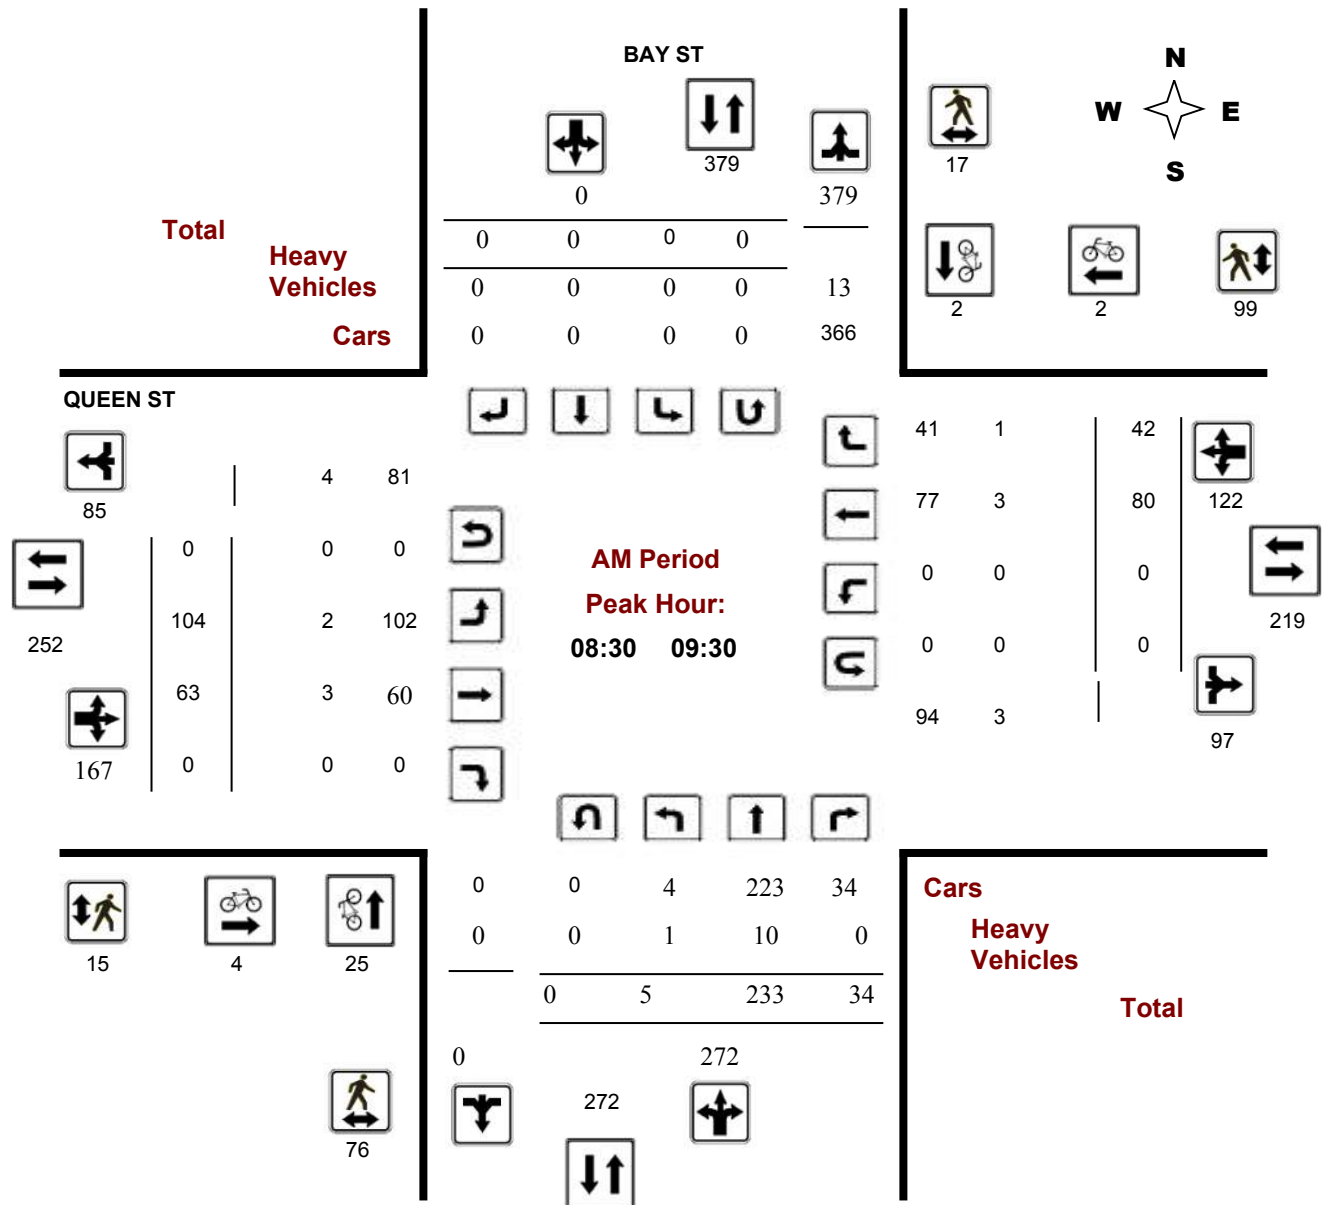 BAY ST
N
W E
S
379
17
0
379
Total
0 0 0 0
Heavy
Vehicles
0 0 0 0 13
2 2 99
Cars
0 0 0 0 366
QUEEN ST
41 1 42
4 81
85
77 3 80 122
0 0 0
AM Period
0 0 0
Peak Hour:
104 2 102
219
252
08:30 09:30
0 0 0
63 3 60
94 3
97
167
0 0 0
0 0 4 223 34
Cars
0 0 1 10 0
Heavy
Vehicles
15 4 25
0 5 233 34
Total
0 272
272
76